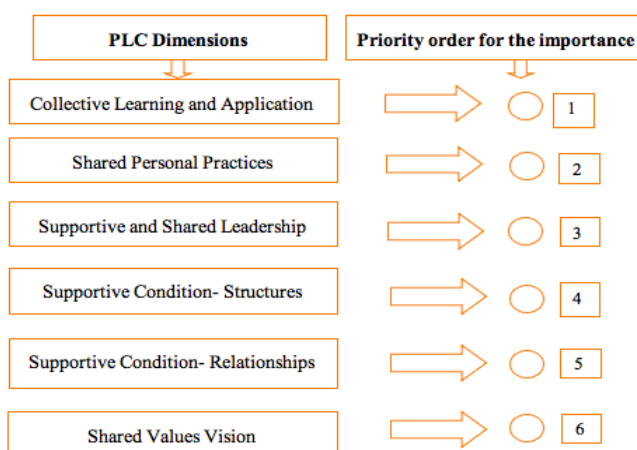 PLC Dimensions
Priority order for the importance
Collective Learning and Application
1
Shared Personal Practices
2
Supportive and Shared Leadership
3
Supportive Condition- Structures
4
Supportive Condition- Relationships
5
Shared Values Vision
6